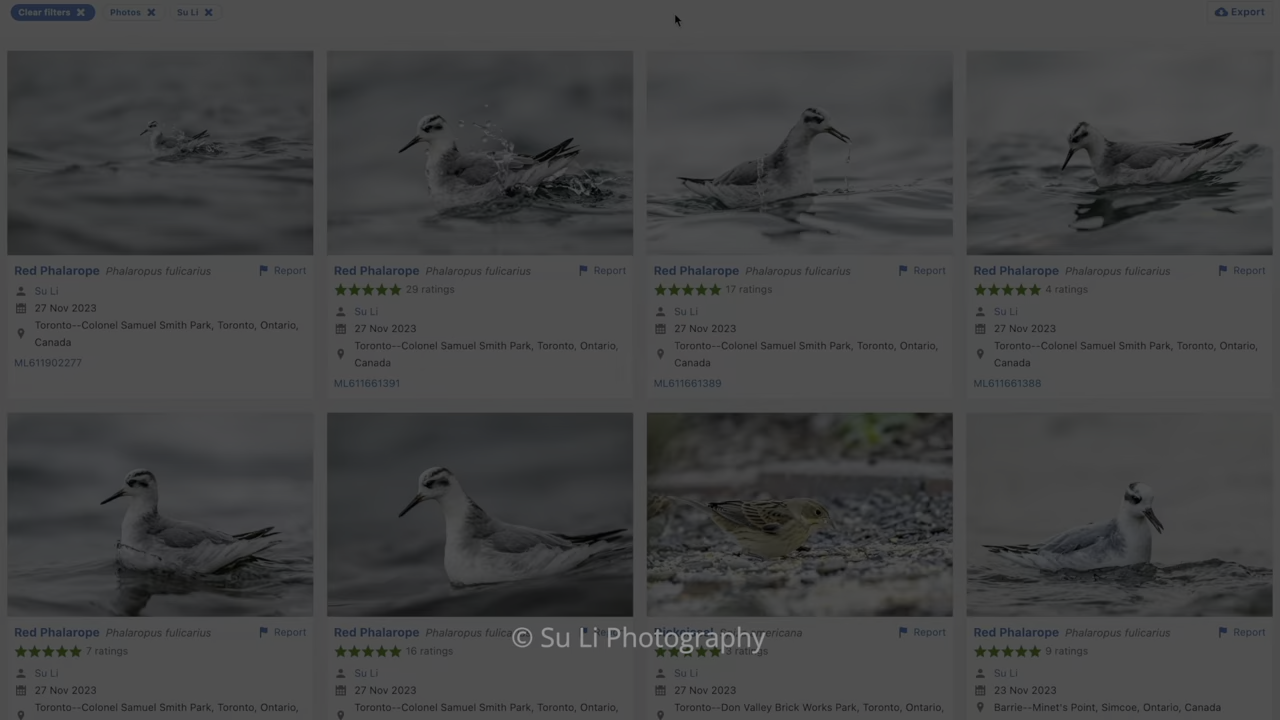 Clear filters
Photos
Su Li
Export
Red Phalarope Phalaropus fulicarius Report
Su Li
27 Nov 2023
Toronto--Colonel Samuel Smith Park, Toronto, Ontario,
Canada
ML611902277
Red Phalarope Phalaropus fulicarius Report
29 ratings
Su Li
27 Nov 2023
Toronto--Colonel Samuel Smith Park, Toronto, Ontario,
Canada
ML611661391
Red Phalarope Phalaropus fulicarius Report
17 ratings
Su Li
27 Nov 2023
Toronto--Colonel Samuel Smith Park, Toronto, Ontario,
Canada
ML611661389
Red Phalarope Phalaropus fulicarius Report
4 ratings
Su Li
27 Nov 2023
Toronto--Colonel Samuel Smith Park, Toronto, Ontario,
Canada
ML611661388
Red Phalarope Phalaropus fulicarius Report
7 ratings
Su Li
27 Nov 2023
Toronto--Colonel Samuel Smith Park, Toronto, Ontario,
Red Phalarope Phalaropus
16 ratings
Su Li
27 Nov 2023
Toronto--Colonel Samuel Smith Park, Toronto, Ontario,
© Su Li Photography
Report
ratings
Su Li
27 Nov 2023
Toronto--Don Valley Brick Works Park, Toronto, Ontario,
Red Phalarope Phalaropus fulicarius Report
9 ratings
Su Li
23 Nov 2023
Barrie--Minet's Point, Simcoe, Ontario, Canada